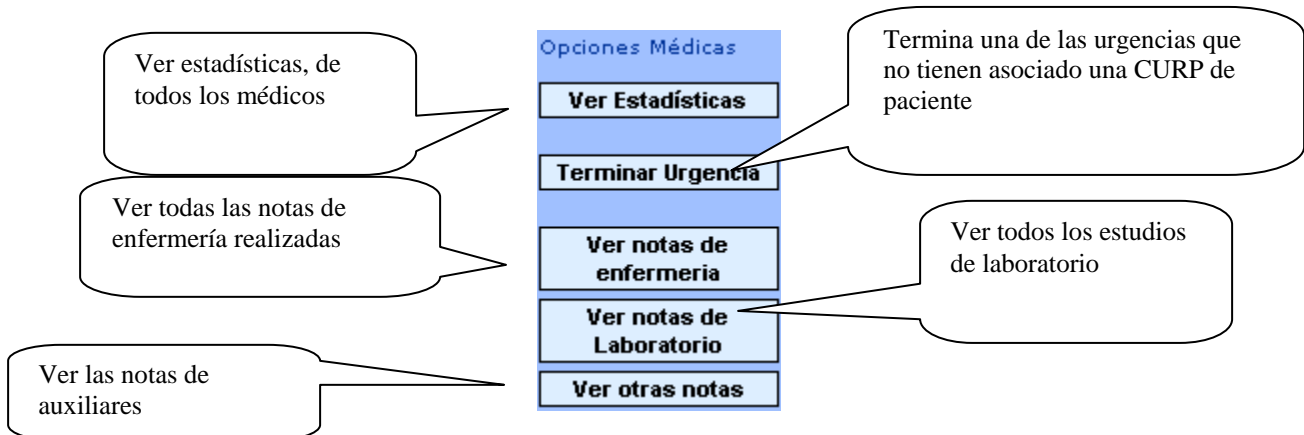 Ver estadísticas, de
todos los médicos
Opciones Médicas
Ver Estadísticas
Termina una de las urgencias que
no tienen asociado una CURP de
paciente
Terminar Urgencia
Ver todas las notas de
enfermería realizadas
Ver notas de
enfermeria
Ver todos los estudios
de laboratorio
Ver notas de
Laboratorio
Ver las notas de
auxiliares
Ver otras notas